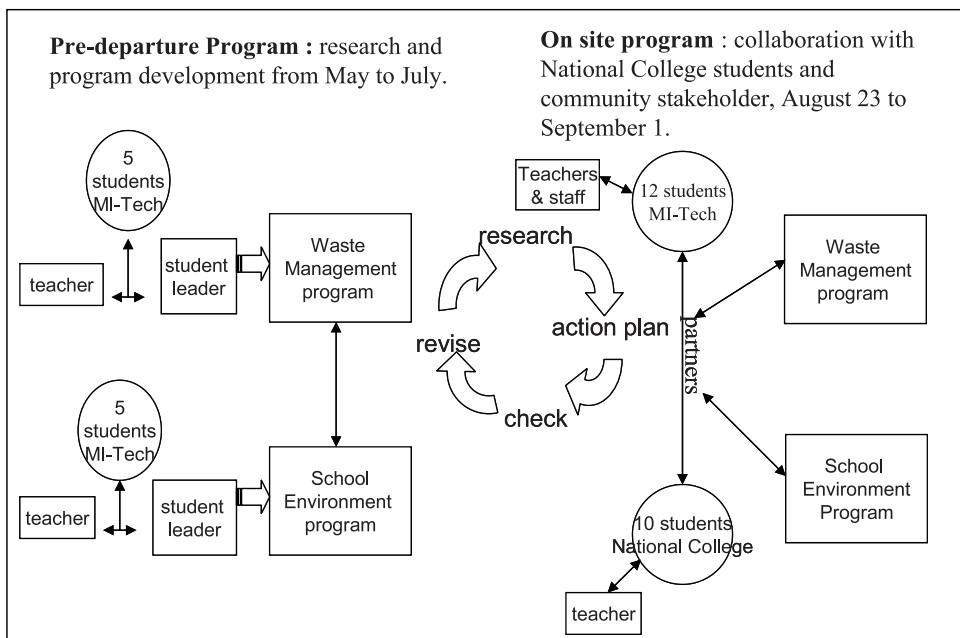 Pre-departure Program : research and
program development from May to July.
On site program : collaboration with
National College students and
community stakeholder, August 23 to
September 1.
5
students
MI-Tech
teacher
student
leader
Waste
Management
program
5
students
MI-Tech
teacher
student
leader
School
Environment
program
research
action plan
check
revise
Teachers
& staff
12 students
MI-Tech
partners
Waste
Management
program
School
Environment
Program
10 students
National College
teacher